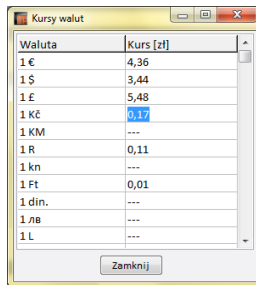 Kursy walut
Waluta Kurs [zł]
1 € 4,36
1 $ 3,44
1 £ 5,48
1 Kč 0,17
1 KM ---
1 R 0,11
1 kn ---
1 Ft 0,01
1 din. ---
1 лв ---
1 L ---
Zamknij